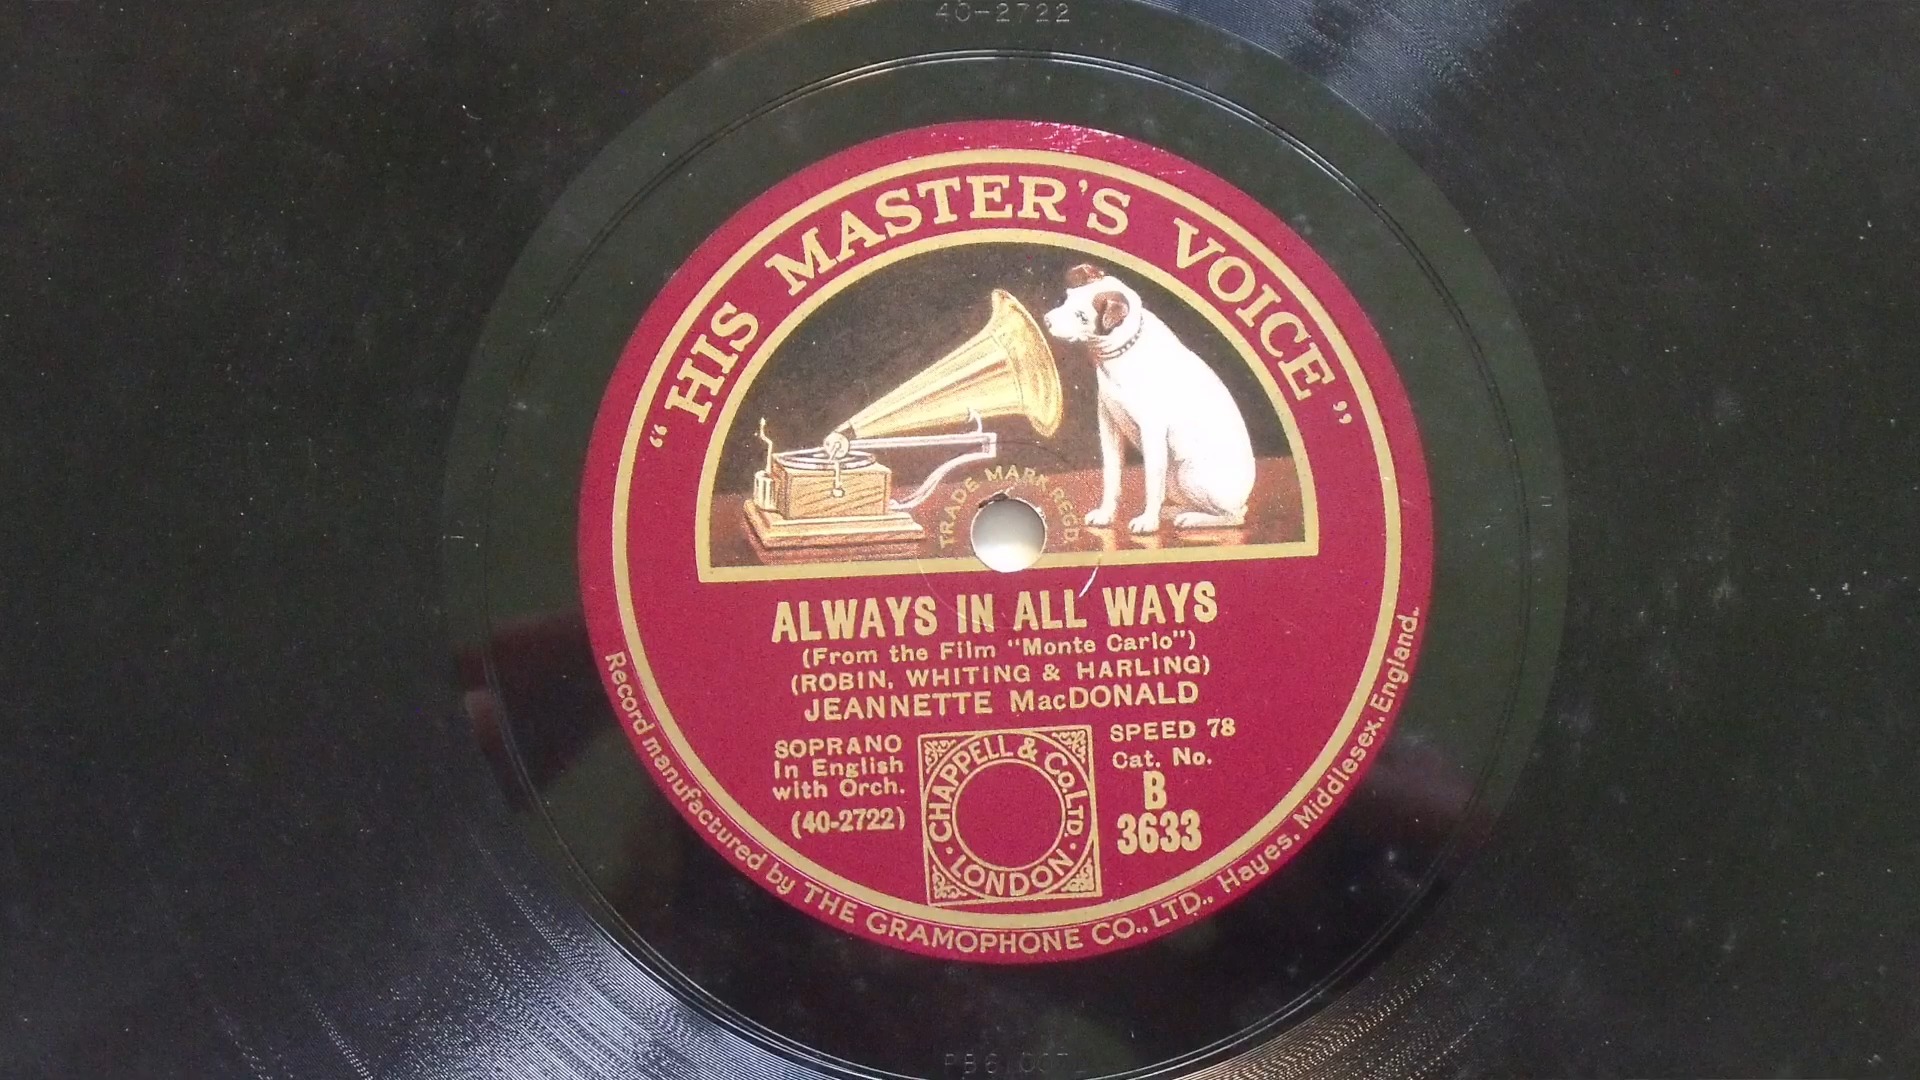 40-2722
“HIS MASTER'S VOICE”
TRADE MARK REG'D.
ALWAYS IN ALL WAYS
(From the Film “Monte Carlo”)
(ROBIN, WHITING & HARLING)
JEANNETTE MacDONALD
SOPRANO
In English
with Orch.
(40-2722)
CHAPPELL & Co. LTD.
· LONDON ·
SPEED 78
Cat. No.
B
3633
Record manufactured by THE GRAMOPHONE CO., LTD., Hayes, Middlesex, England.